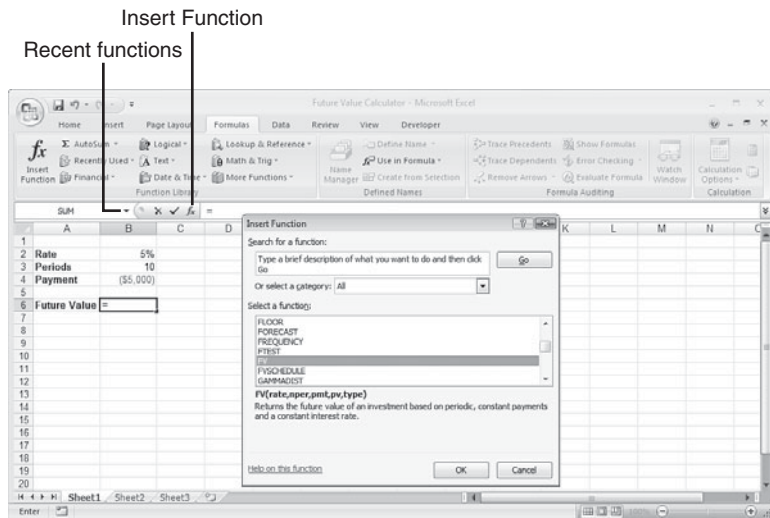 Insert Function
Recent functions
Future Value Calculator - Microsoft Excel
Home Insert Page Layout Formulas Data Review View Developer
Insert Function
Σ AutoSum
Recently Used
Financial
Logical
Text
Date & Time
Lookup & Reference
Math & Trig
More Functions
Function Library
Name Manager
Define Name
Use in Formula
Create from Selection
Defined Names
Trace Precedents
Trace Dependents
Remove Arrows
Show Formulas
Error Checking
Evaluate Formula
Formula Auditing
Watch Window
Calculation Options
Calculation
SUM fx =
A B C D K L M N
1
2 Rate 5%
3 Periods 10
4 Payment ($5,000)
5
6 Future Value =
7
8
9
10
11
12
13
14
15
16
17
18
19
20
Insert Function
Search for a function:
Type a brief description of what you want to do and then click Go
Go
Or select a category: All
Select a function:
FLOOR
FORECAST
FREQUENCY
FTEST
FV
FVSCHEDULE
GAMMADIST
FV(rate,nper,pmt,pv,type)
Returns the future value of an investment based on periodic, constant payments and a constant interest rate.
Help on this function
OK Cancel
Sheet1 Sheet2 Sheet3
Enter
100%